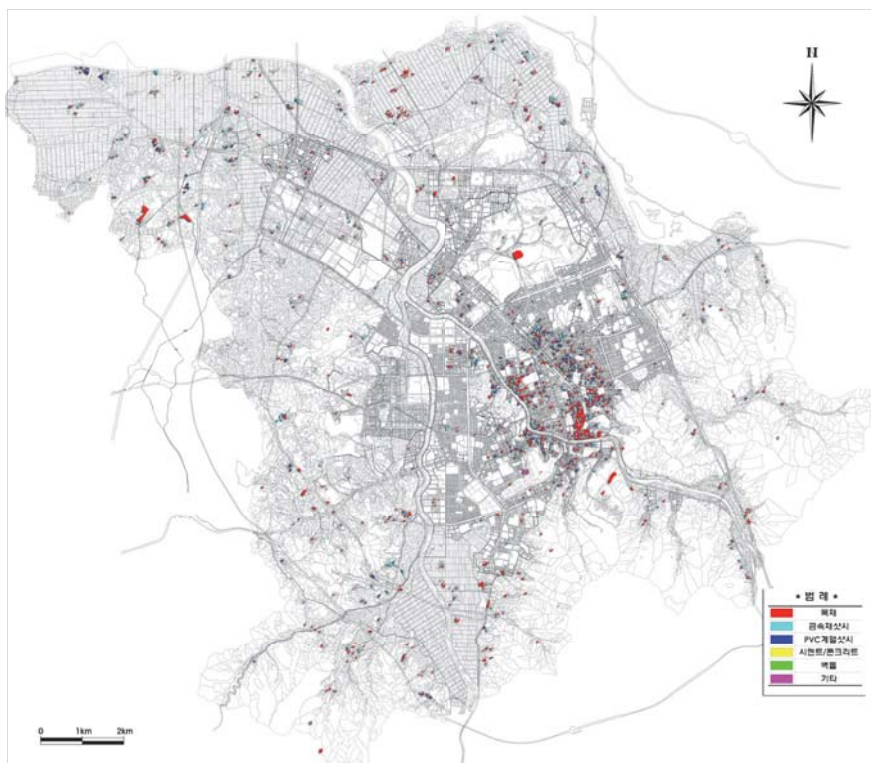 N
* 범 례 *
목재
금속재샷시
PVC계열샷시
시멘트/콘크리트
벽돌
기타
0 1km 2km